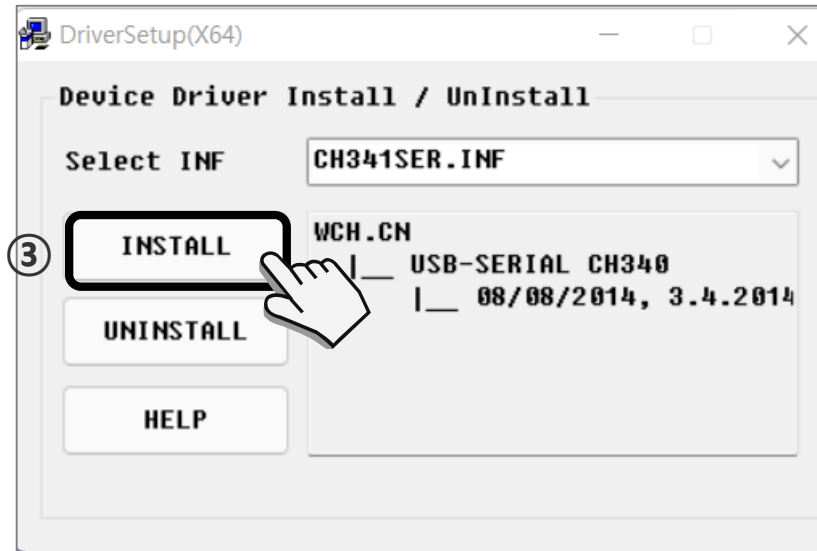 DriverSetup(X64)
Device Driver Install / UnInstall
Select INF
CH341SER.INF
③
INSTALL
UNINSTALL
HELP
WCH.CN
|__ USB-SERIAL CH340
|__ 08/08/2014, 3.4.2014